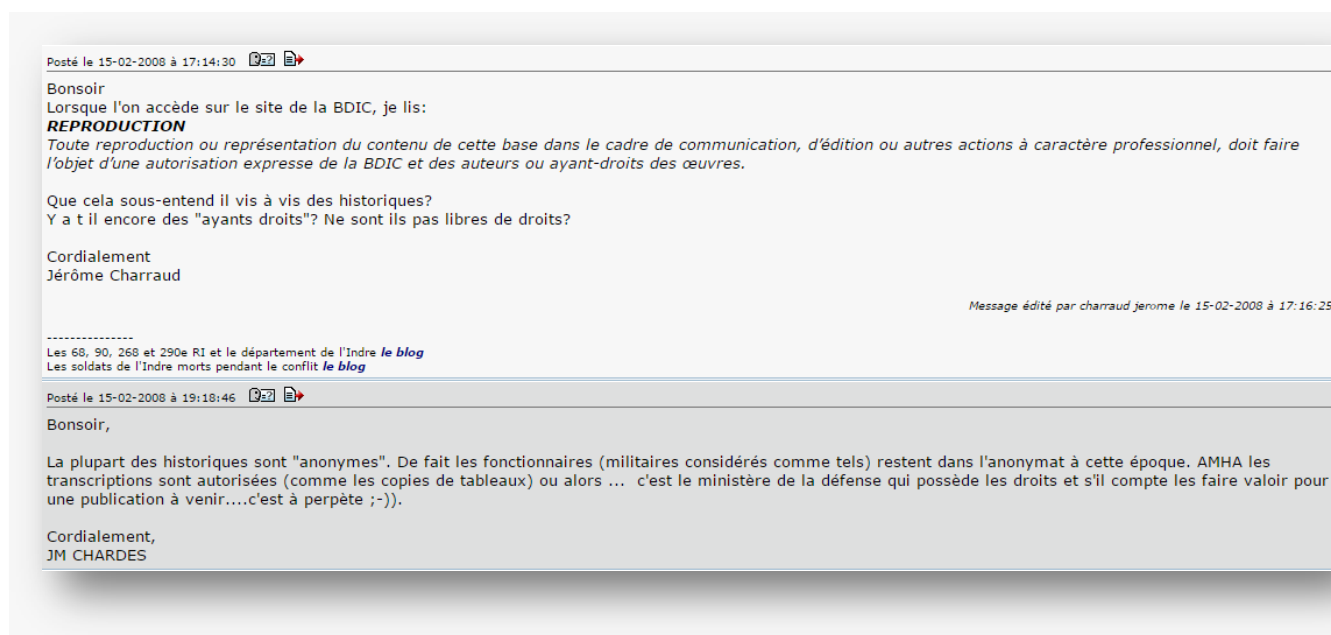 Posté le 15-02-2008 à 17:14:30
Bonsoir
Lorsque l'on accède sur le site de la BDIC, je lis:
REPRODUCTION
Toute reproduction ou représentation du contenu de cette base dans le cadre de communication, d'édition ou autres actions à caractère professionnel, doit faire
l'objet d'une autorisation expresse de la BDIC et des auteurs ou ayant-droits des œuvres.
Que cela sous-entend il vis à vis des historiques?
Y a t il encore des "ayants droits"? Ne sont ils pas libres de droits?
Cordialement
Jérôme Charraud
Message édité par charraud jerome le 15-02-2008 à 17:16:25
---------------
Les 68, 90, 268 et 290e RI et le département de l'Indre le blog
Les soldats de l'Indre morts pendant le conflit le blog
Posté le 15-02-2008 à 19:18:46
Bonsoir,
La plupart des historiques sont "anonymes". De fait les fonctionnaires (militaires considérés comme tels) restent dans l'anonymat à cette époque. AMHA les
transcriptions sont autorisées (comme les copies de tableaux) ou alors ... c'est le ministère de la défense qui possède les droits et s'il compte les faire valoir pour
une publication à venir....c'est à perpète ;-)).
Cordialement,
JM CHARDES